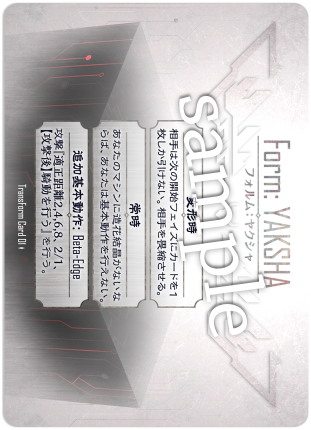 Form: YAKSHA
フォルム:ヤクシャ
変形時
相手は次の開始フェイズにカードを1
枚しか引けない。相手を畏縮させる。
常時
あなたのマシンに造花結晶がないな
らば、あなたは基本動作を行えない。
追加基本動作:Beta-Edge
攻撃『適正距離2,4,6,8、2/1、
【攻撃後】騎動を行う』を行う。
Transform Card 01
sample